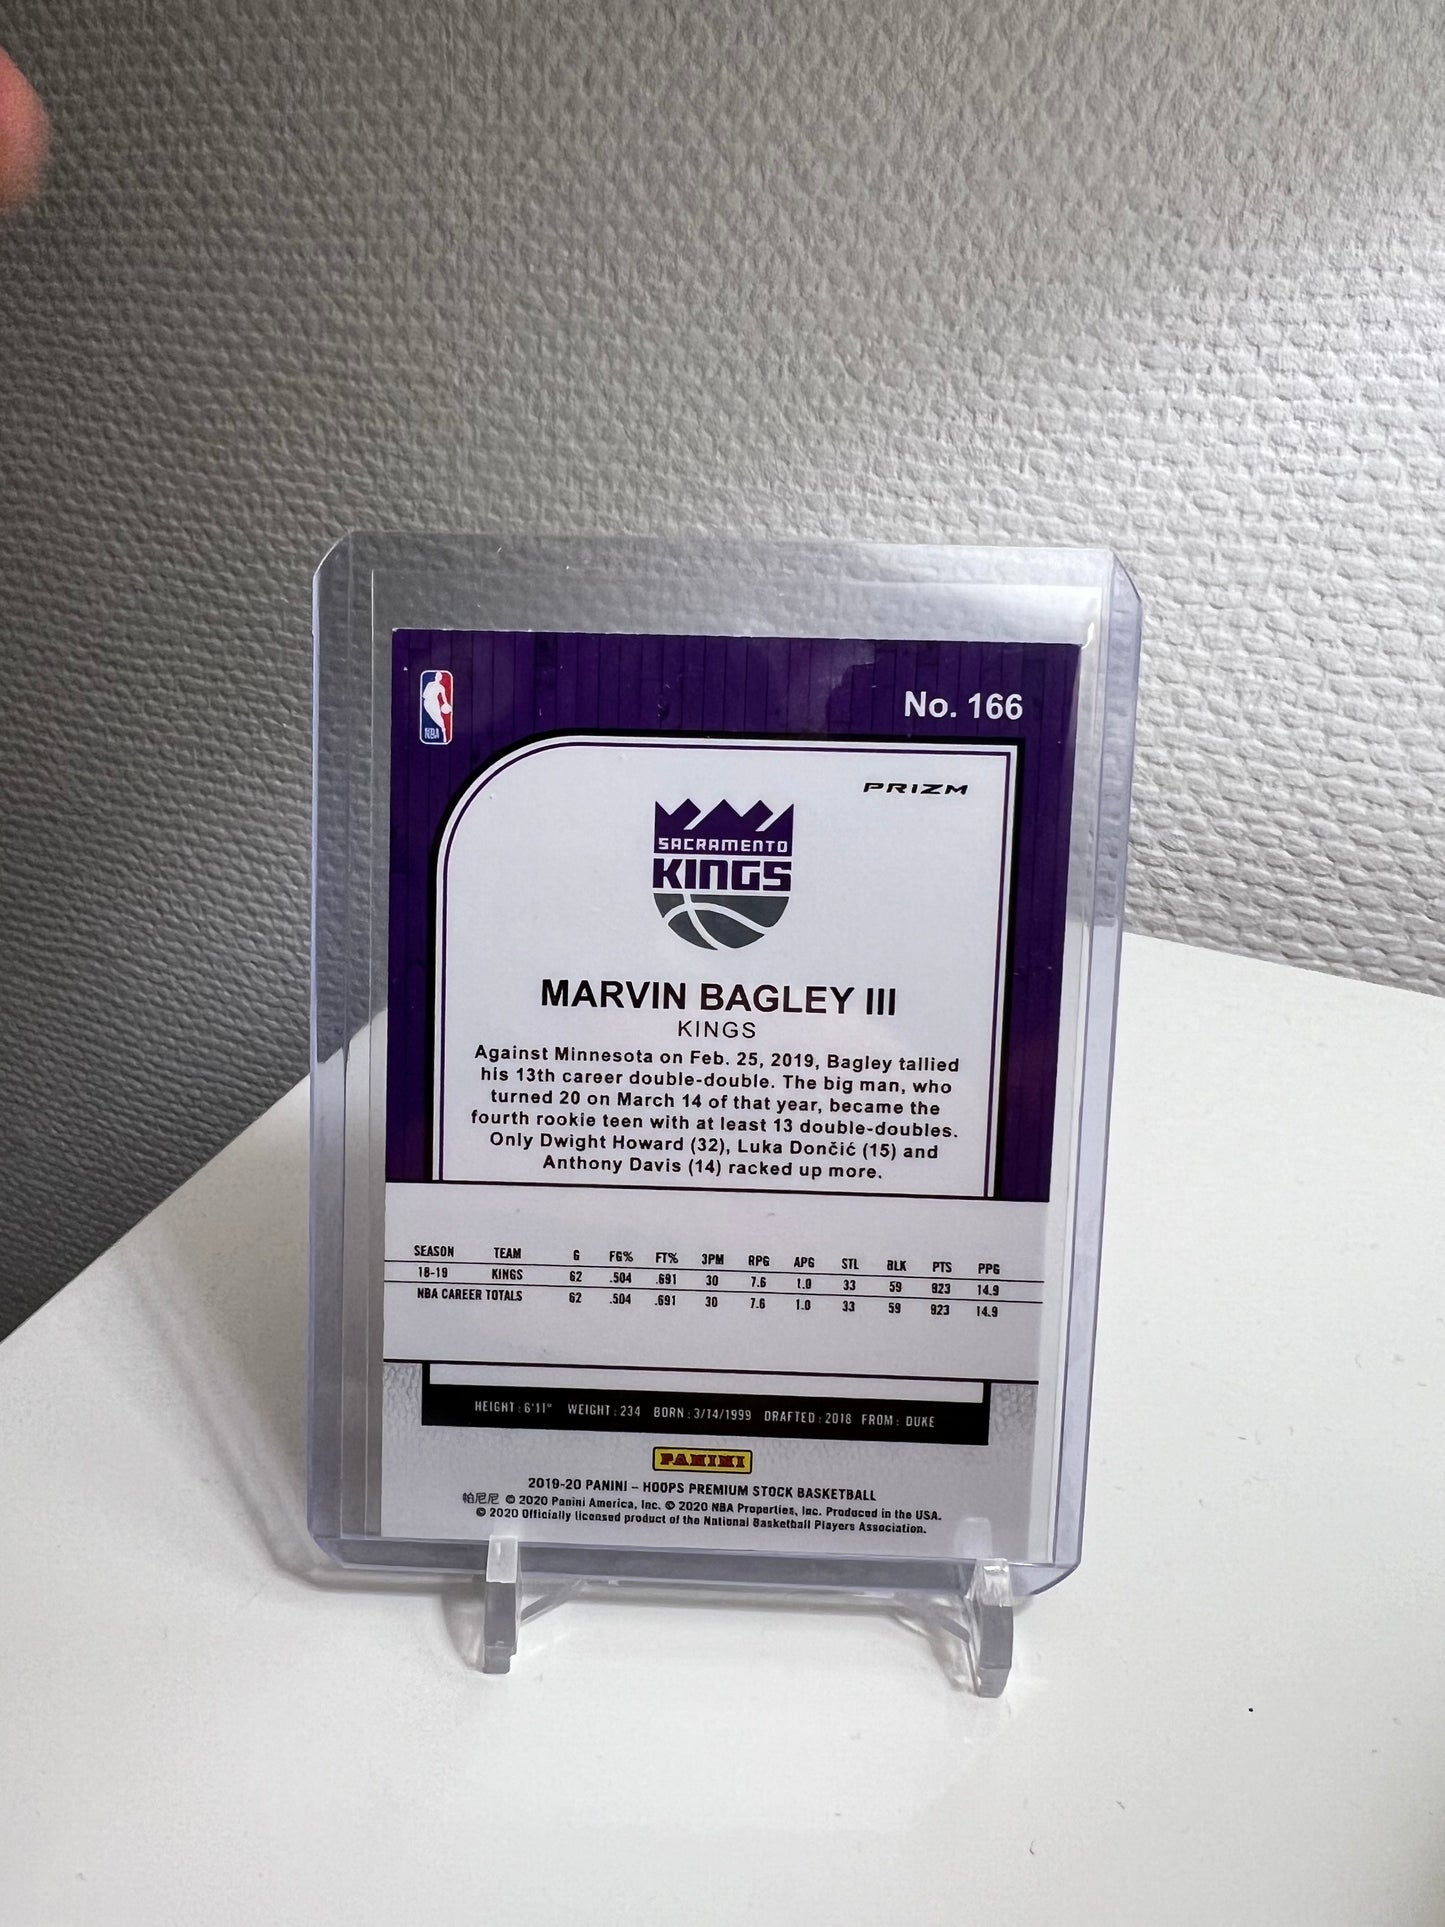 NBA
No. 166
PRIZM
SACRAMENTO
KINGS
MARVIN BAGLEY III
KINGS
Against Minnesota on Feb. 25, 2019, Bagley tallied
his 13th career double-double. The big man, who
turned 20 on March 14 of that year, became the
fourth rookie teen with at least 13 double-doubles.
Only Dwight Howard (32), Luka Dončić (15) and
Anthony Davis (14) racked up more.
SEASON TEAM G FG% FT% 3PM RPG APG STL BLK PTS PPG
18-19 KINGS 62 .504 .691 30 7.6 1.0 33 59 923 14.9
NBA CAREER TOTALS 62 .504 .691 30 7.6 1.0 33 59 923 14.9
HEIGHT: 6'11" WEIGHT: 234 BORN: 3/14/1999 DRAFTED: 2018 FROM: DUKE
PANINI
2019-20 PANINI – HOOPS PREMIUM STOCK BASKETBALL
帕尼尼 © 2020 Panini America, Inc. © 2020 NBA Properties, Inc. Produced in the USA.
© 2020 Officially licensed product of the National Basketball Players Association.